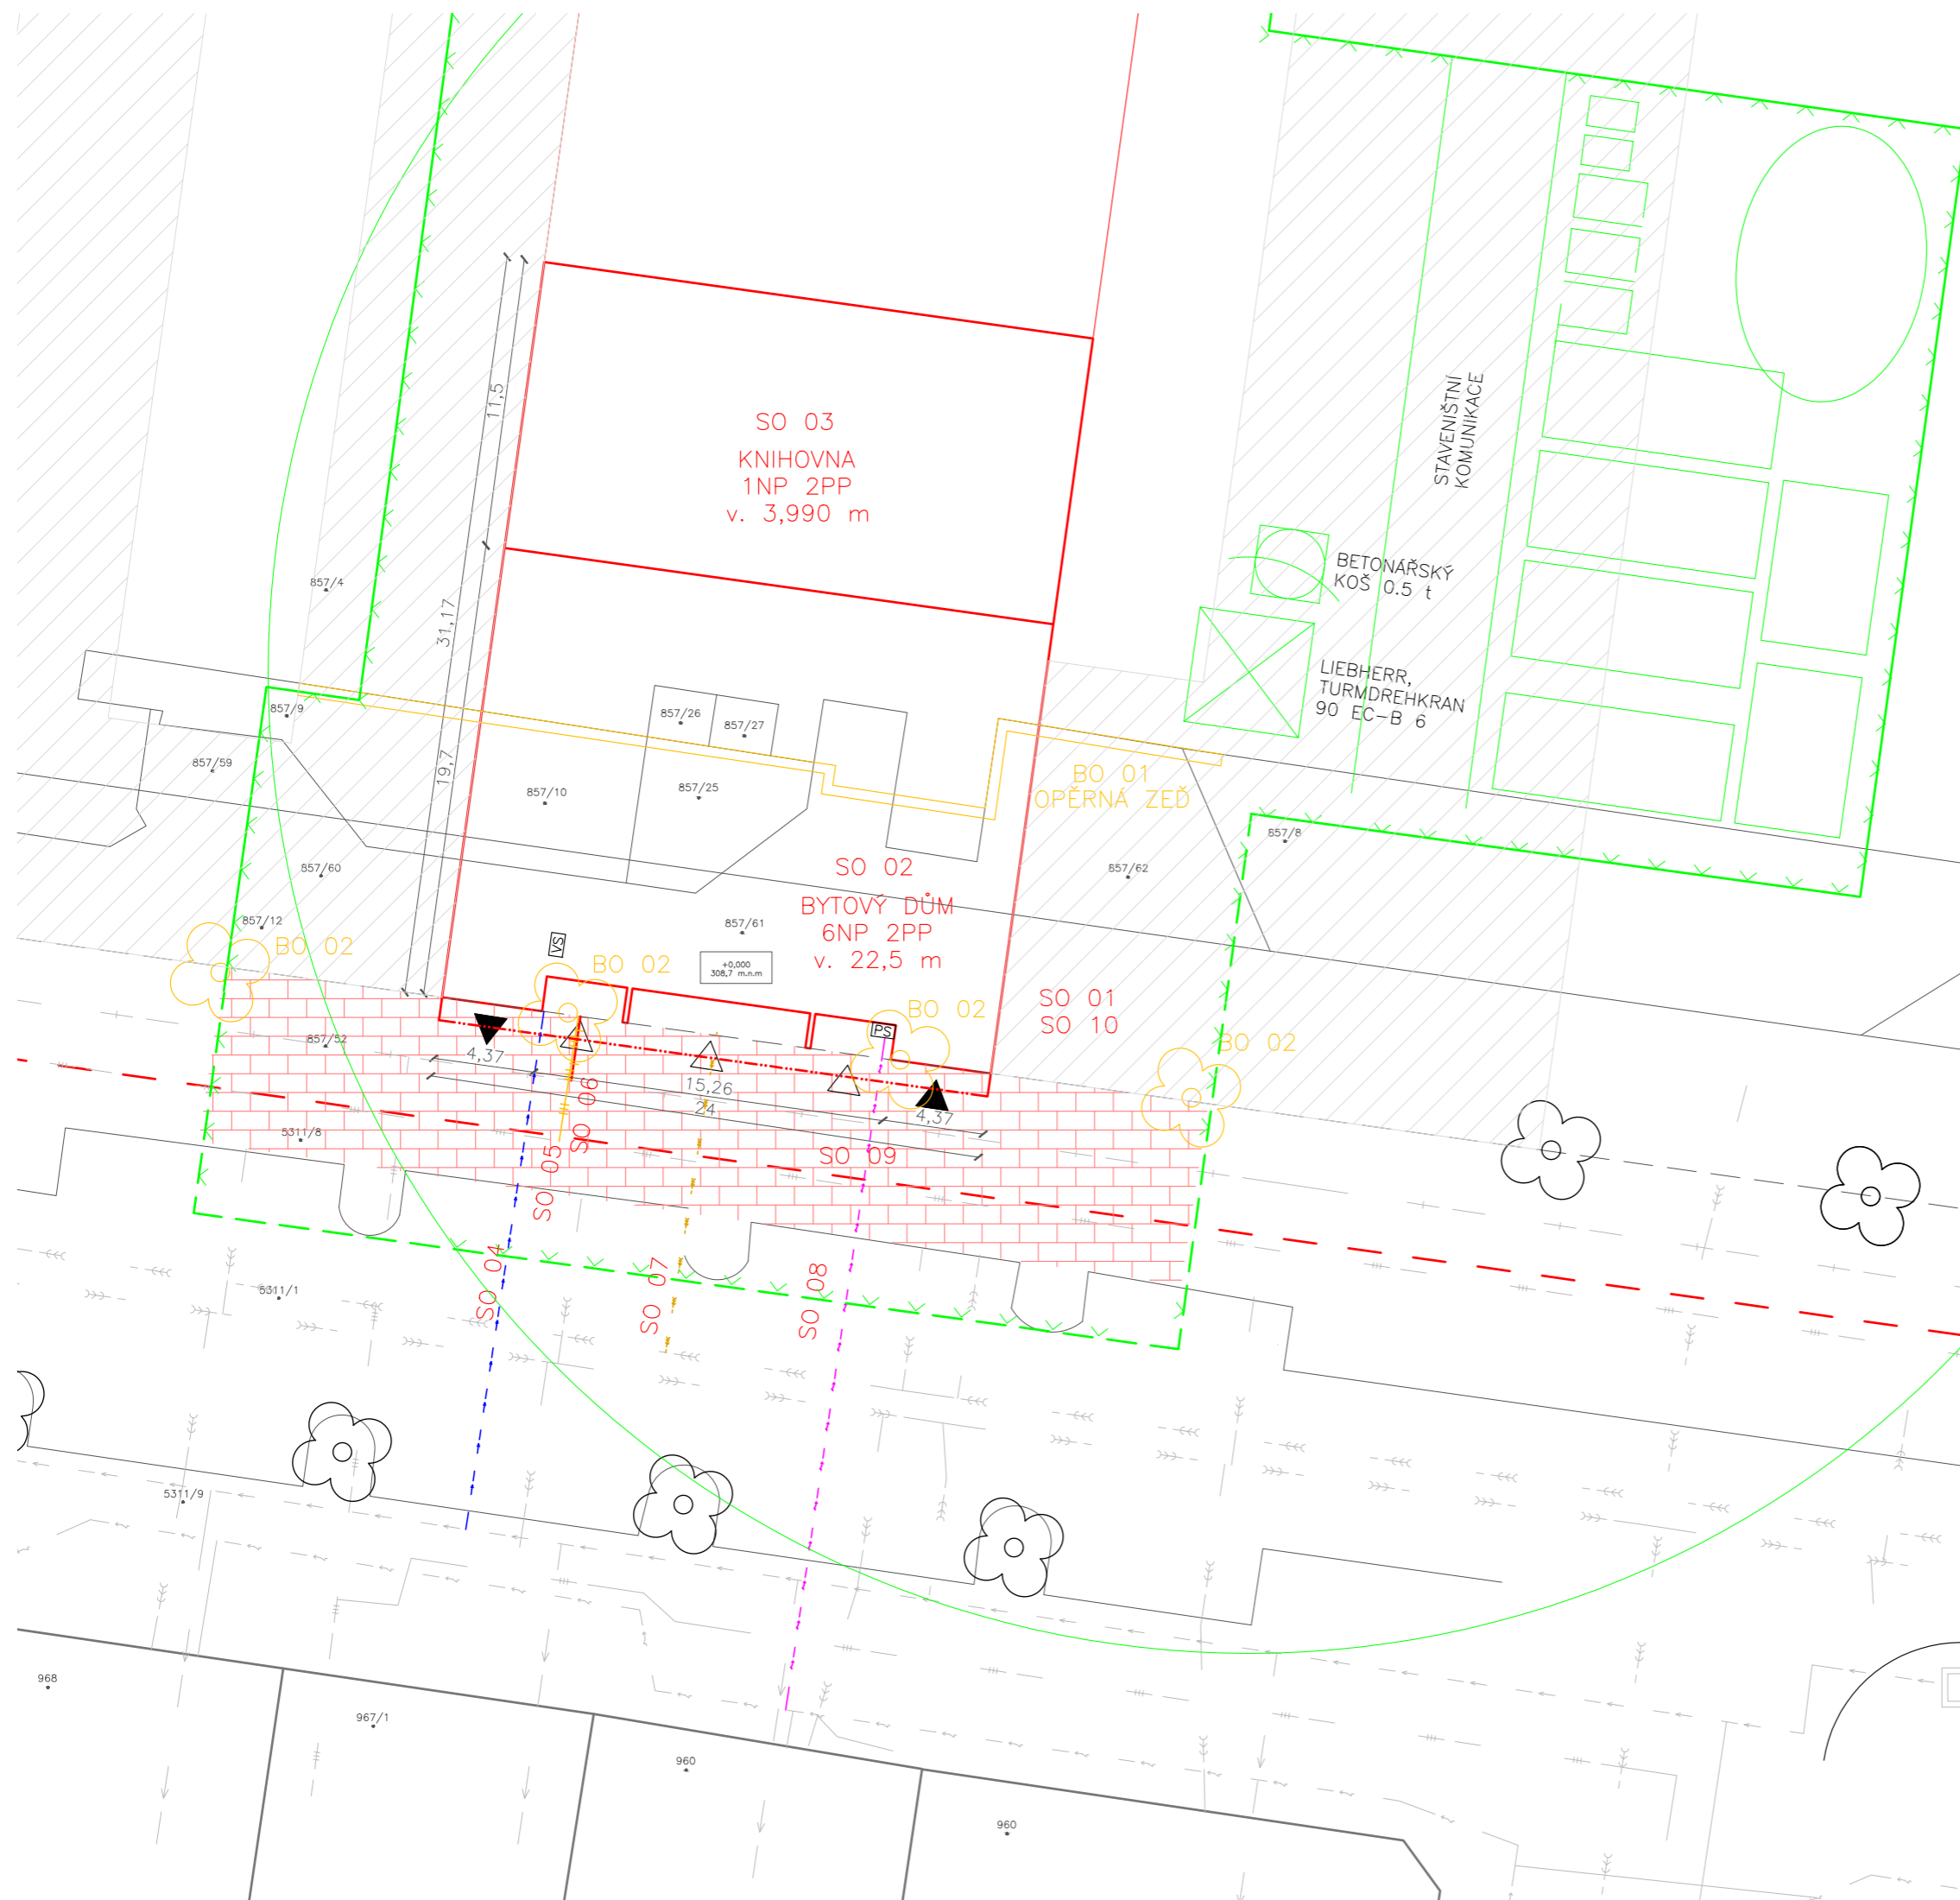 SO 03
KNIHOVNA
1NP 2PP
v. 3,990 m
STAVENIŠTNÍ
KOMUNIKACE
BETONÁŘSKÝ
KOŠ 0.5 t
LIEBHERR,
TURMDREHKRAN
90 EC-B 6
11,5
31,17
19,7
857/4
857/9
857/59
857/26
857/27
857/10
857/25
BO 01
OPĚRNÁ ZEĎ
857/8
857/60
857/62
857/12
857/61
SO 02
BYTOVÝ DŮM
6NP 2PP
v. 22,5 m
+0,000
308,7 m.n.m
BO 02
VS
BO 02
BO 02
PS
SO 01
SO 10
BO 02
857/52
4,37
15,26
24
4,37
5311/8
SO 09
SO 05
SO 06
SO 04
SO 07
SO 08
5311/1
5311/9
968
967/1
960
960